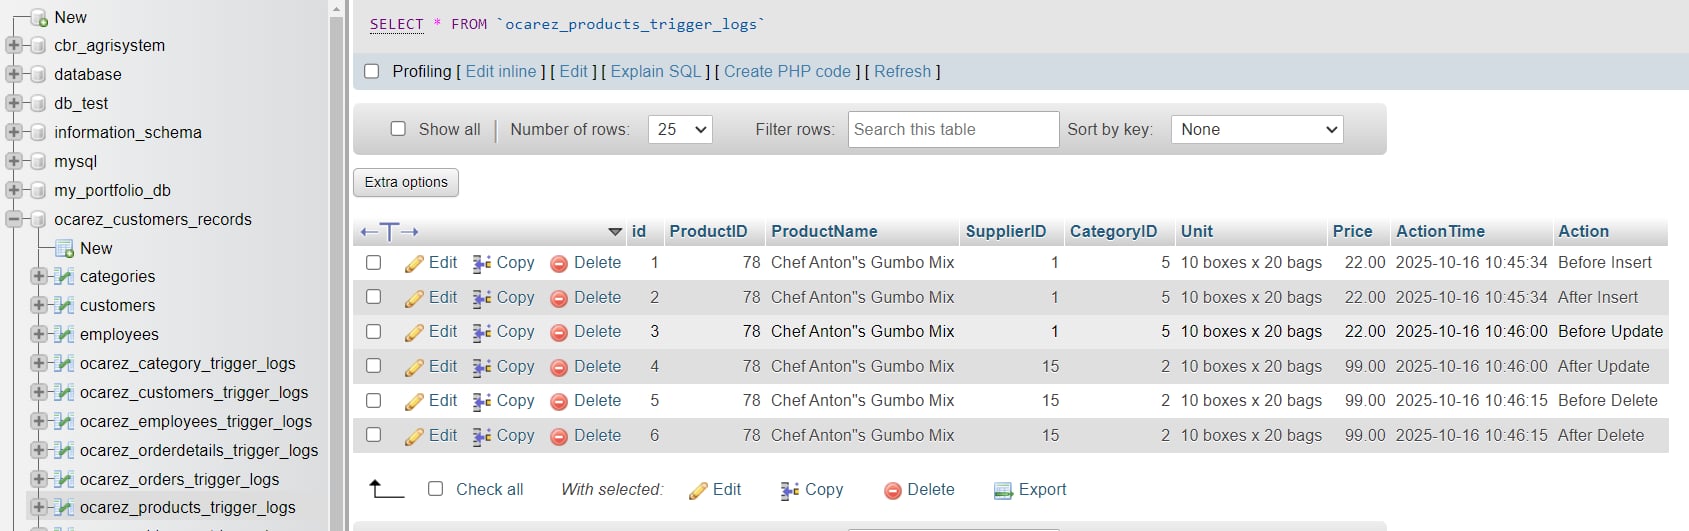 New
cbr_agrisystem
database
db_test
information_schema
mysql
my_portfolio_db
ocarez_customers_records
New
categories
customers
employees
ocarez_category_trigger_logs
ocarez_customers_trigger_logs
ocarez_employees_trigger_logs
ocarez_orderdetails_trigger_logs
ocarez_orders_trigger_logs
ocarez_products_trigger_logs
SELECT * FROM `ocarez_products_trigger_logs`
Profiling [ Edit inline ] [ Edit ] [ Explain SQL ] [ Create PHP code ] [ Refresh ]
Show all Number of rows: 25 Filter rows: Search this table Sort by key: None
Extra options
id ProductID ProductName SupplierID CategoryID Unit Price ActionTime Action
Edit Copy Delete 1 78 Chef Anton"s Gumbo Mix 1 5 10 boxes x 20 bags 22.00 2025-10-16 10:45:34 Before Insert
Edit Copy Delete 2 78 Chef Anton"s Gumbo Mix 1 5 10 boxes x 20 bags 22.00 2025-10-16 10:45:34 After Insert
Edit Copy Delete 3 78 Chef Anton"s Gumbo Mix 1 5 10 boxes x 20 bags 22.00 2025-10-16 10:46:00 Before Update
Edit Copy Delete 4 78 Chef Anton"s Gumbo Mix 15 2 10 boxes x 20 bags 99.00 2025-10-16 10:46:00 After Update
Edit Copy Delete 5 78 Chef Anton"s Gumbo Mix 15 2 10 boxes x 20 bags 99.00 2025-10-16 10:46:15 Before Delete
Edit Copy Delete 6 78 Chef Anton"s Gumbo Mix 15 2 10 boxes x 20 bags 99.00 2025-10-16 10:46:15 After Delete
Check all With selected: Edit Copy Delete Export